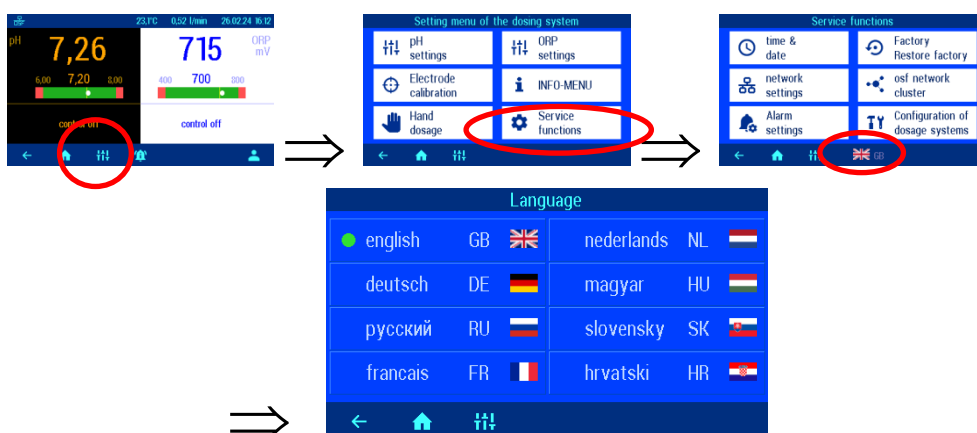 23,1°C 0,52 l/min 26.02.24 16:12
pH 7,26
6,00 7,20 8,00
control off
715 ORP mV
400 700 800
control off
Setting menu of the dosing system
pH settings
ORP settings
Electrode calibration
INFO-MENU
Hand dosage
Service functions
Service functions
time & date
Factory Restore factory
network settings
osf network cluster
Alarm settings
Configuration of dosage systems
GB
Language
english GB
nederlands NL
deutsch DE
magyar HU
русский RU
slovensky SK
francais FR
hrvatski HR